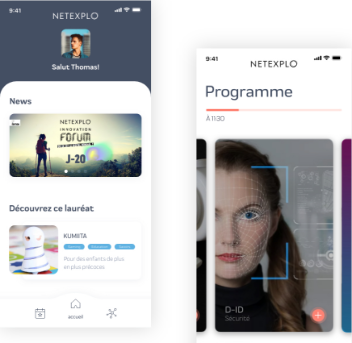 9:41
NETEXPLO
Salut Thomas!
News
NETEXPLO
INNOVATION
FORUM
J-20
Découvrez ce lauréat
KUMIITA
Pour des enfants de plus
en plus précoces
accueil
9:41
NETEXPLO
Programme
À 11:30
D-ID
Sécurité